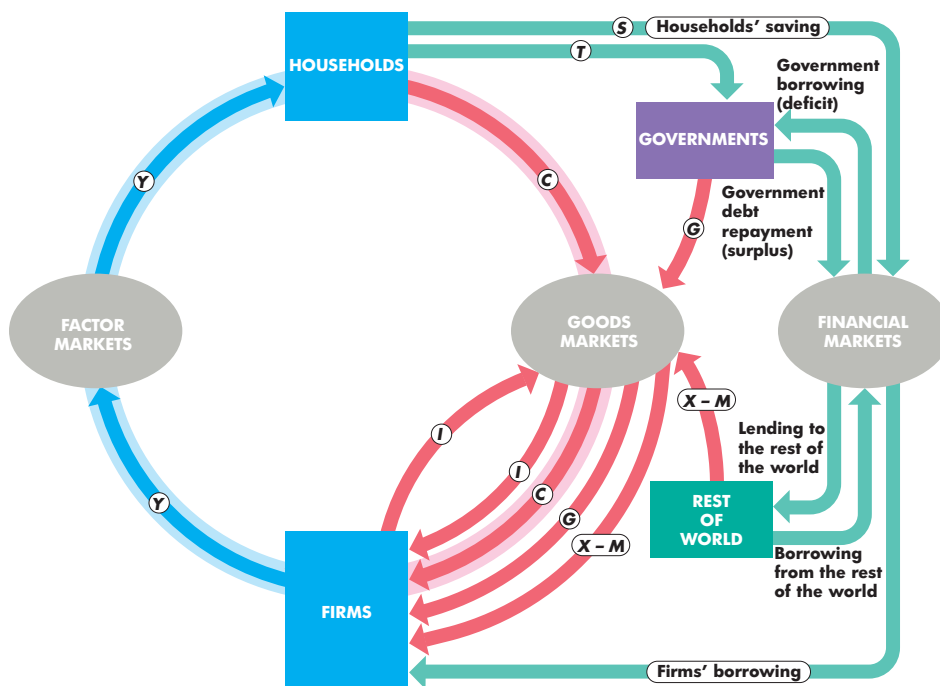 S
Households' saving
T
HOUSEHOLDS
Government
borrowing
(deficit)
GOVERNMENTS
Y
C
Government
debt
repayment
(surplus)
G
FACTOR
MARKETS
GOODS
MARKETS
FINANCIAL
MARKETS
X – M
I
Lending to
the rest of
the world
I
C
Y
G
REST
OF
WORLD
X – M
Borrowing
from the rest
of the world
FIRMS
Firms' borrowing